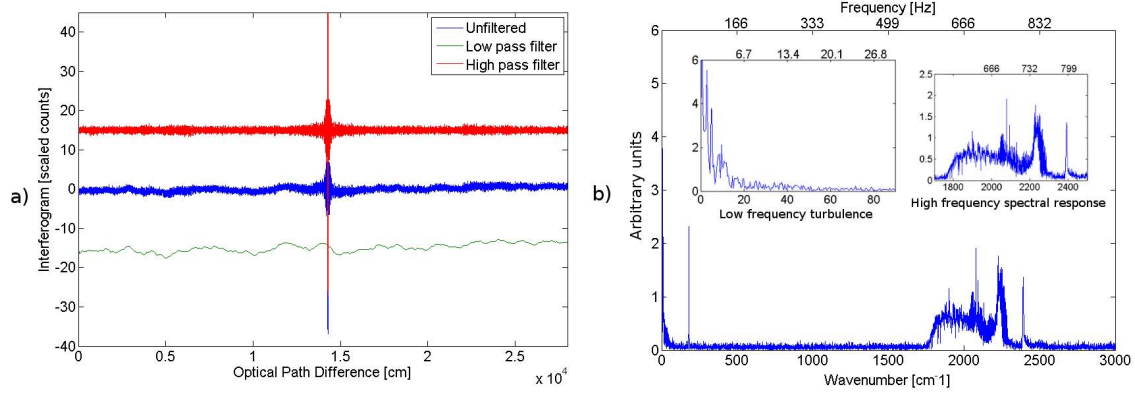 a)
Interferogram [scaled counts]
40
30
20
10
0
-10
-20
-30
-40
0
0.5
1
1.5
2
2.5
x 10⁴
Optical Path Difference [cm]
Unfiltered
Low pass filter
High pass filter
b)
Frequency [Hz]
166 333 499 666 832
Arbitrary units
6
5
4
3
2
1
0
0 500 1000 1500 2000 2500 3000
Wavenumber [cm⁻1]
6.7 13.4 20.1 26.8
6
4
2
0
0 20 40 60 80
Low frequency turbulence
666 732 799
2.5
2
1.5
1
0.5
0
1800 2000 2200 2400
High frequency spectral response